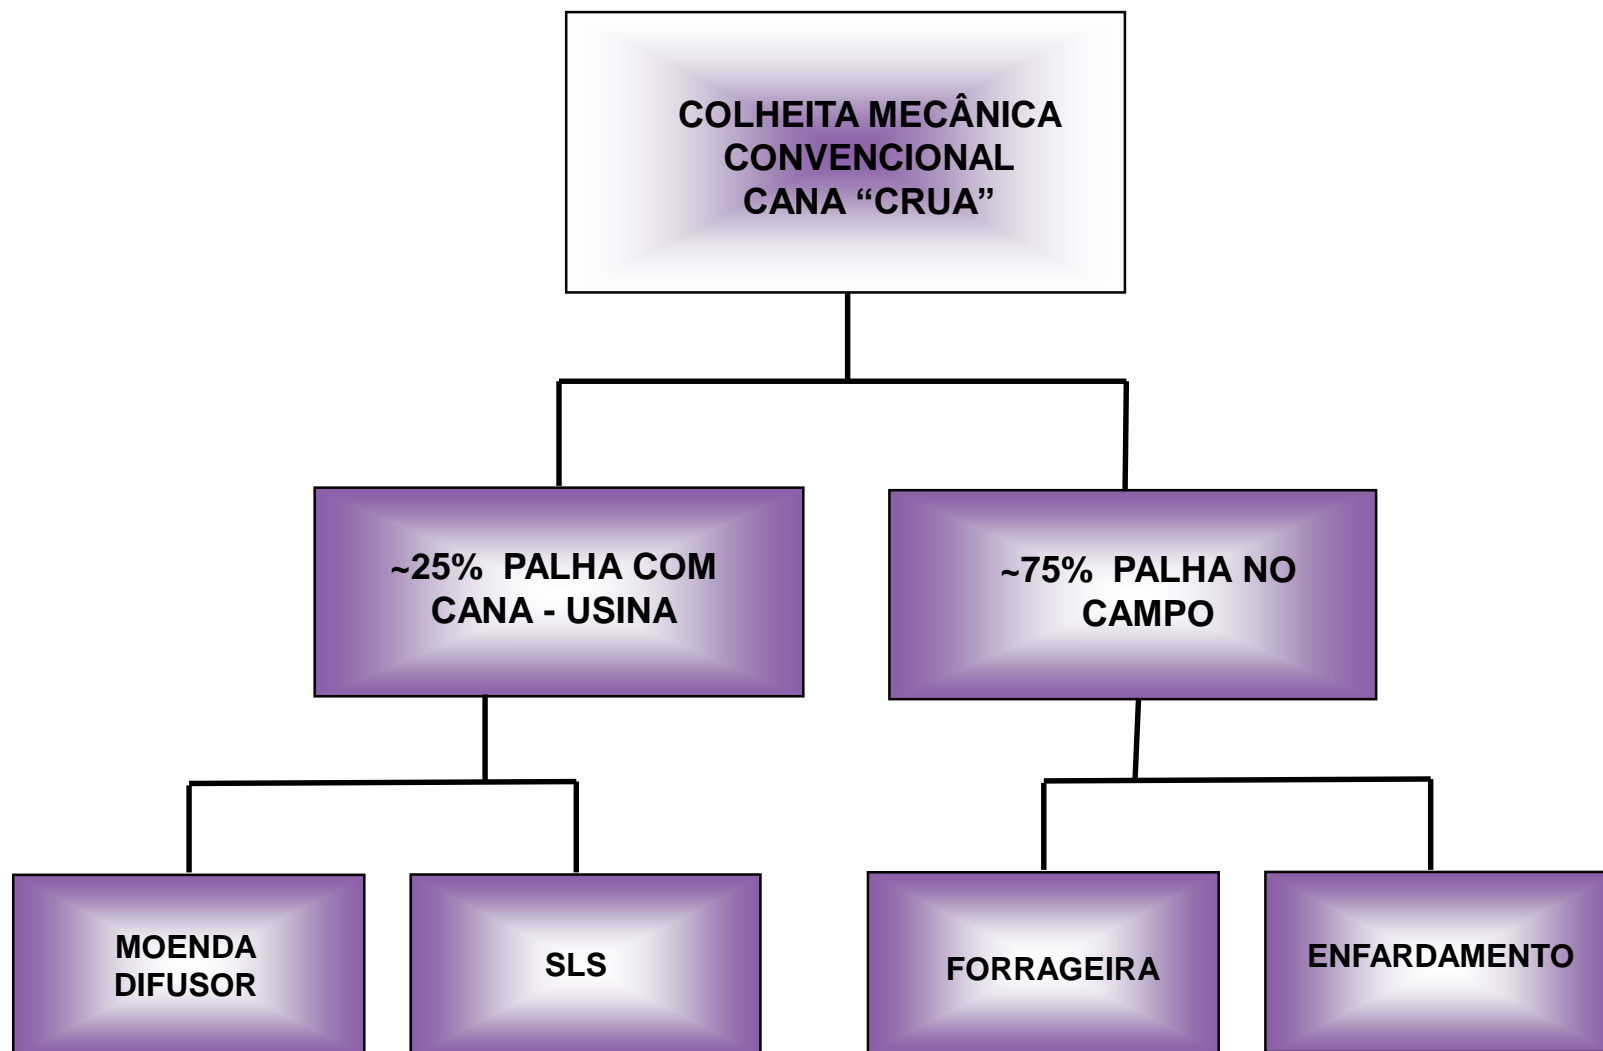 COLHEITA MECÂNICA
CONVENCIONAL
CANA “CRUA”
~25%  PALHA COM
CANA - USINA
~75%  PALHA NO
CAMPO
MOENDA
DIFUSOR
SLS
FORRAGEIRA
ENFARDAMENTO